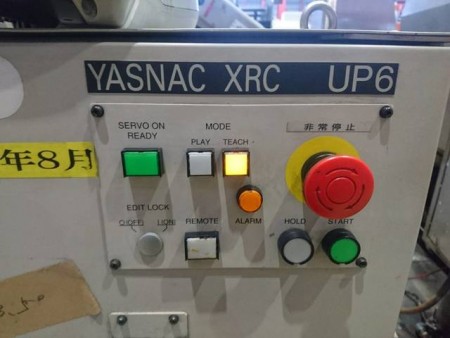 YASNAC XRC UP6
SERVO ON
READY
MODE
PLAY
TEACH
非常停止
年8月
EDIT LOCK
O(OFF)
I(ON)
REMOTE
ALARM
HOLD
START